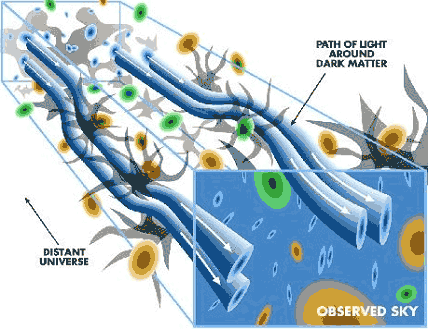 PATH OF LIGHT
AROUND
DARK MATTER
DISTANT
UNIVERSE
OBSERVED SKY